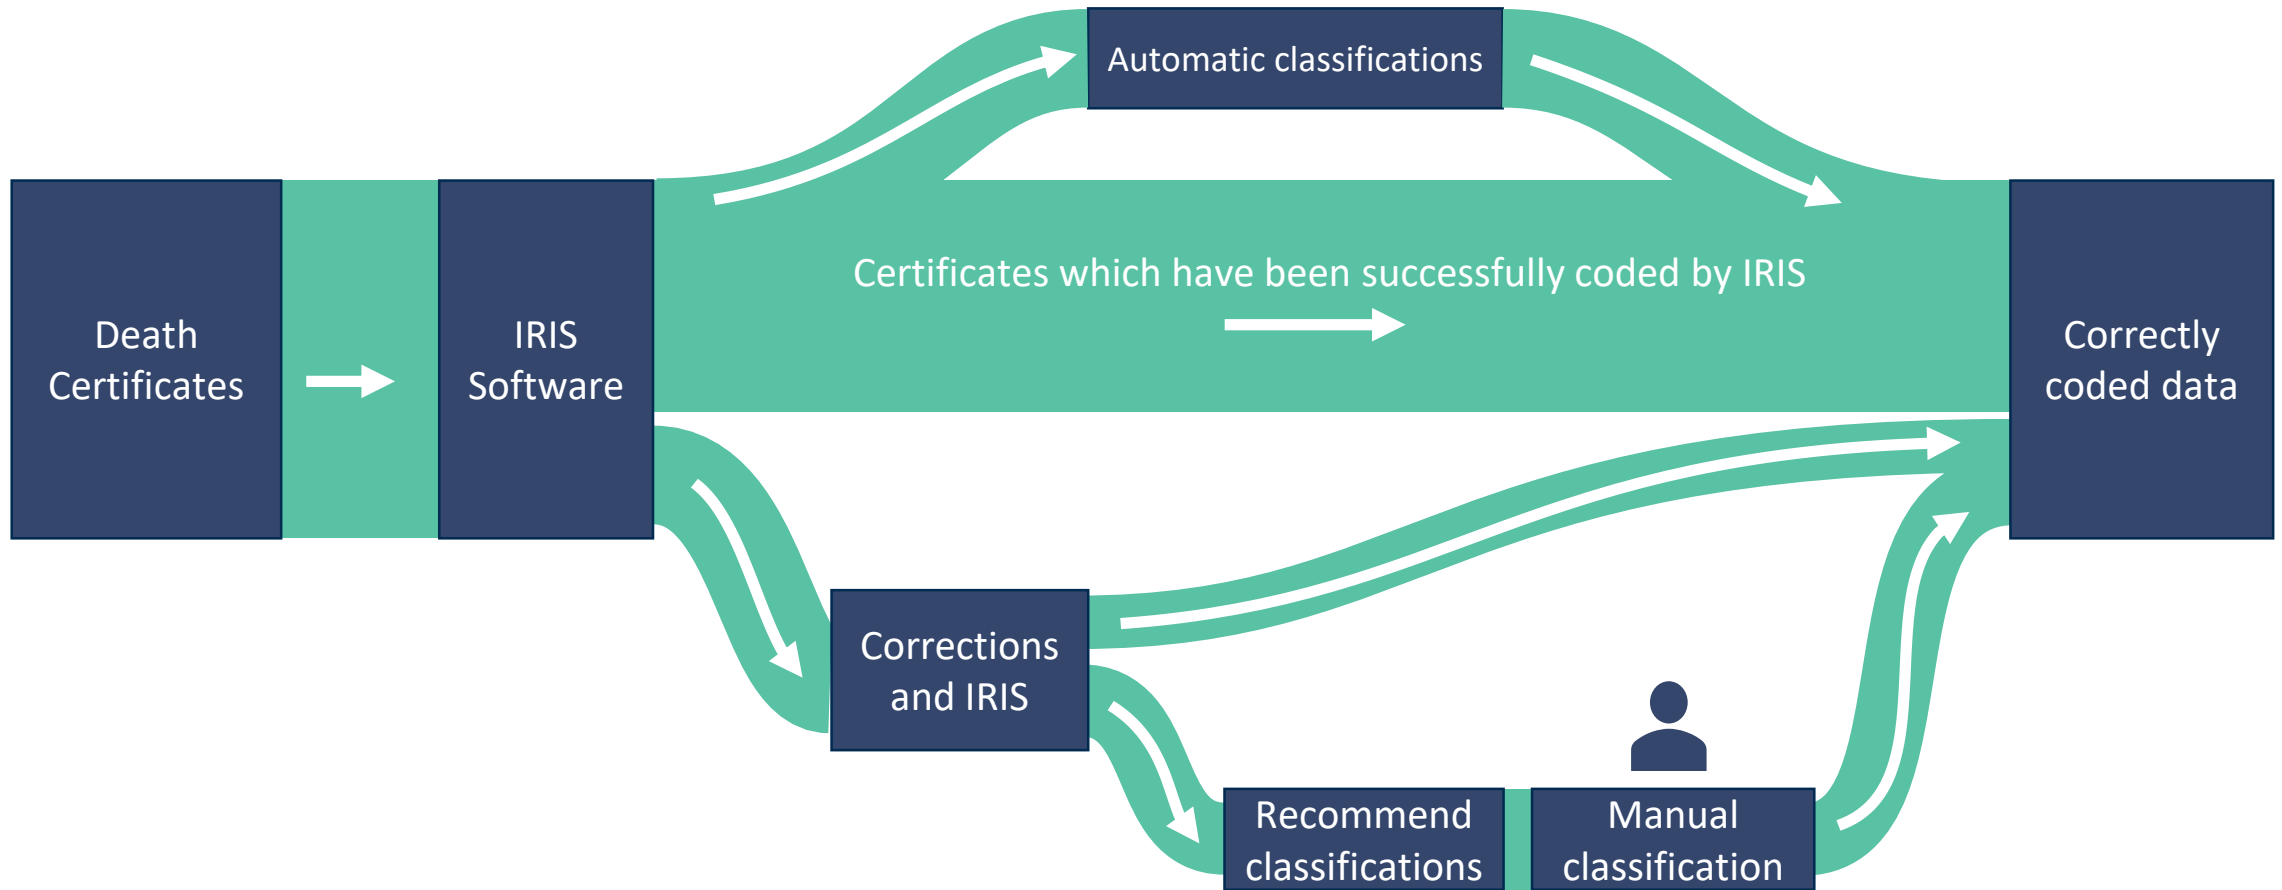 Automatic classifications
Death
Certificates
IRIS
Software
Certificates which have been successfully coded by IRIS
Correctly
coded data
Corrections
and IRIS
Recommend
classifications
Manual
classification